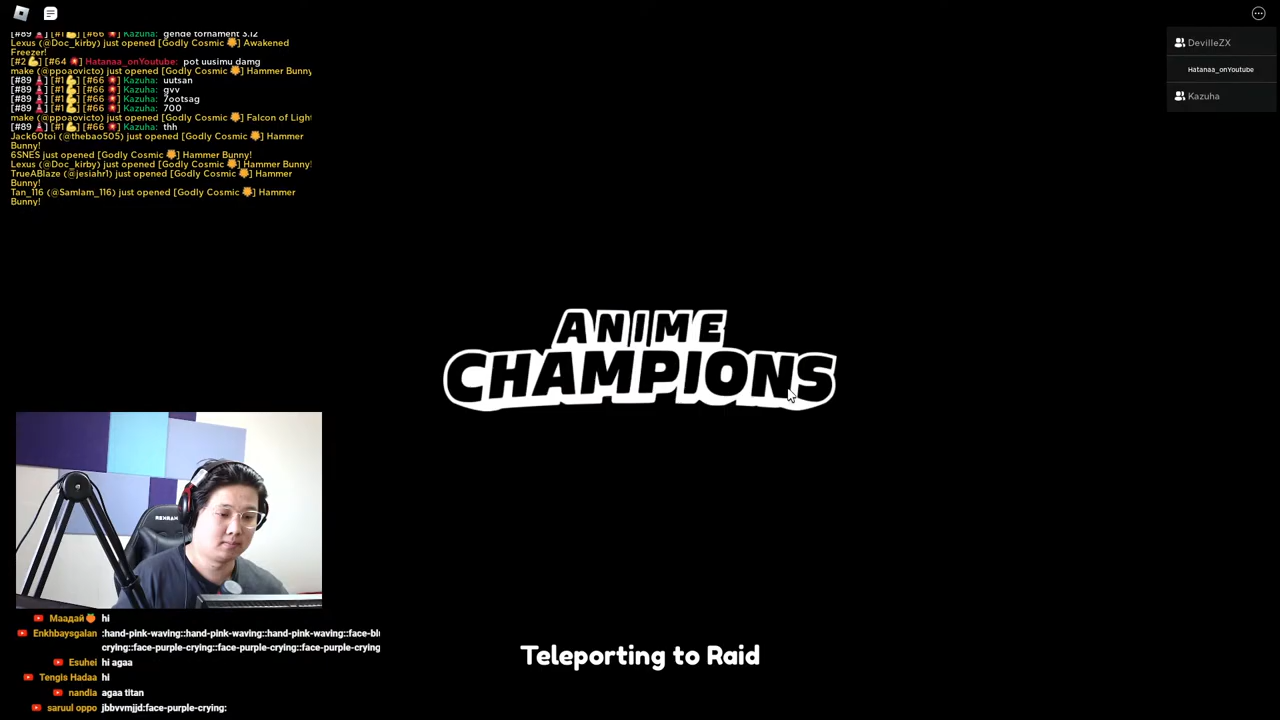 [#89 [#1 [#66 Kazuha: gende tornament 3.12
Lexus (@Doc_kirby) just opened [Godly Cosmic 🐱] Awakened
Freezer!
[#2💪] [#64 💥] Hatanaa_onYoutube: pot uusimu damg
make (@ppoaovicto) just opened [Godly Cosmic 🐱] Hammer Bunny
[#89 ] [#1💪] [#66 💥] Kazuha: uutsan
[#89 ] [#1💪] [#66 💥] Kazuha: gvv
[#89 ] [#1💪] [#66 💥] Kazuha: 7ootsag
[#89 ] [#1💪] [#66 💥] Kazuha: 700
make (@ppoaovicto) just opened [Godly Cosmic 🐱] Falcon of Light
[#89 ] [#1💪] [#66 💥] Kazuha: thh
Jack60toi (@thebao505) just opened [Godly Cosmic 🐱] Hammer
Bunny!
6SNES just opened [Godly Cosmic 🐱] Hammer Bunny!
Lexus (@Doc_kirby) just opened [Godly Cosmic 🐱] Hammer Bunny!
TrueABlaze (@jesiahr1) just opened [Godly Cosmic 🐱] Hammer
Bunny!
Tan_116 (@Samlam_116) just opened [Godly Cosmic 🐱] Hammer
Bunny!
DevilleZX
Hatanaa_onYoutube
Kazuha
ANIME
CHAMPIONS
Teleporting to Raid
Маадай🍊 hi
Enkhbaysgalan :hand-pink-waving::hand-pink-waving::hand-pink-waving::face-bl
crying::face-purple-crying::face-purple-crying::face-purple-crying:
Esuhei hi agaa
Tengis Hadaa hi
nandia agaa titan
saruul oppo jbbvvmjjd:face-purple-crying: